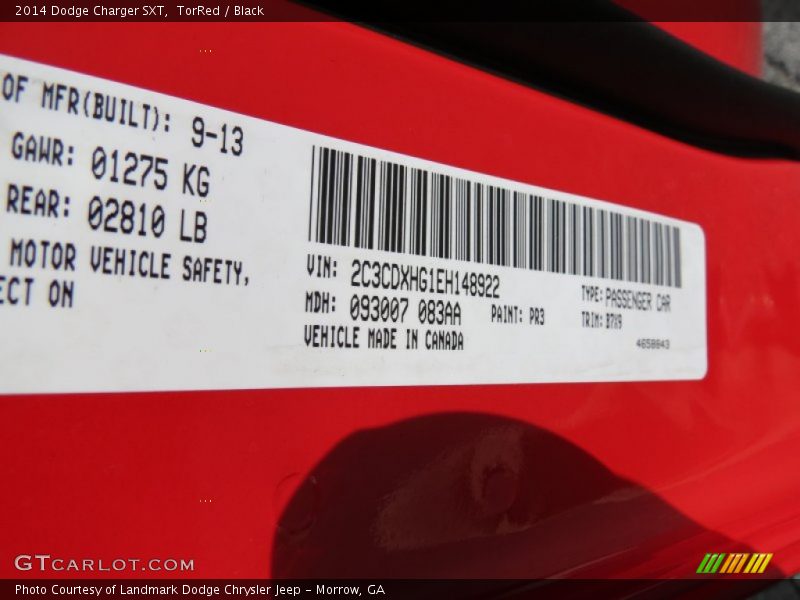 2014 Dodge Charger SXT,  TorRed / Black
OF MFR(BUILT): 9-13
GAWR: 01275 KG
REAR: 02810 LB
MOTOR VEHICLE SAFETY,
ECT ON
VIN: 2C3CDXHG1EH148922
TYPE: PASSENGER CAR
MDH: 093007 083AA PAINT: PR3
TRIM: B7X9
VEHICLE MADE IN CANADA
4658843
GTCARLOT.COM
Photo Courtesy of Landmark Dodge Chrysler Jeep - Morrow, GA